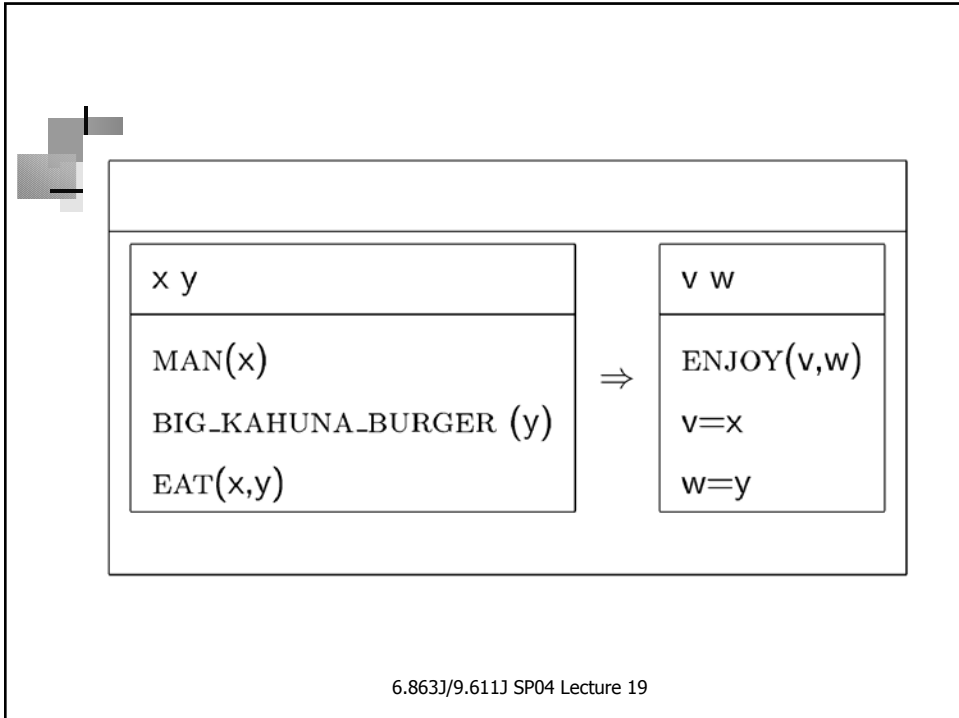 x y
MAN(x)
BIG_KAHUNA_BURGER (y)
EAT(x,y)
⇒
v w
ENJOY(v,w)
v=x
w=y
6.863J/9.611J SP04 Lecture 19